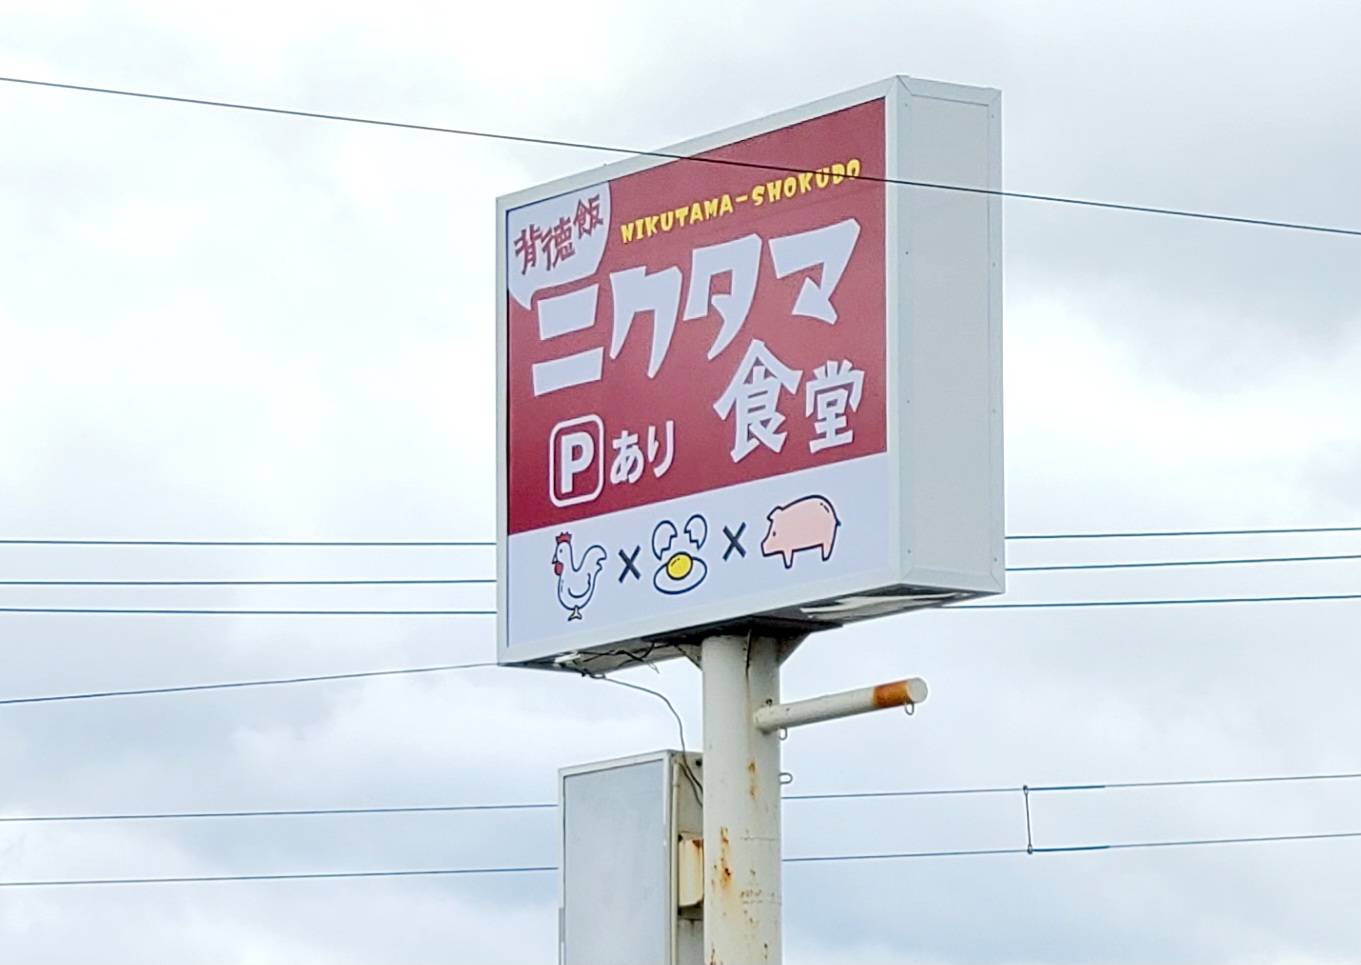 背徳飯
NIKUTAMA-SHOKUDO
ニクタマ
食堂
Pあり
×
×